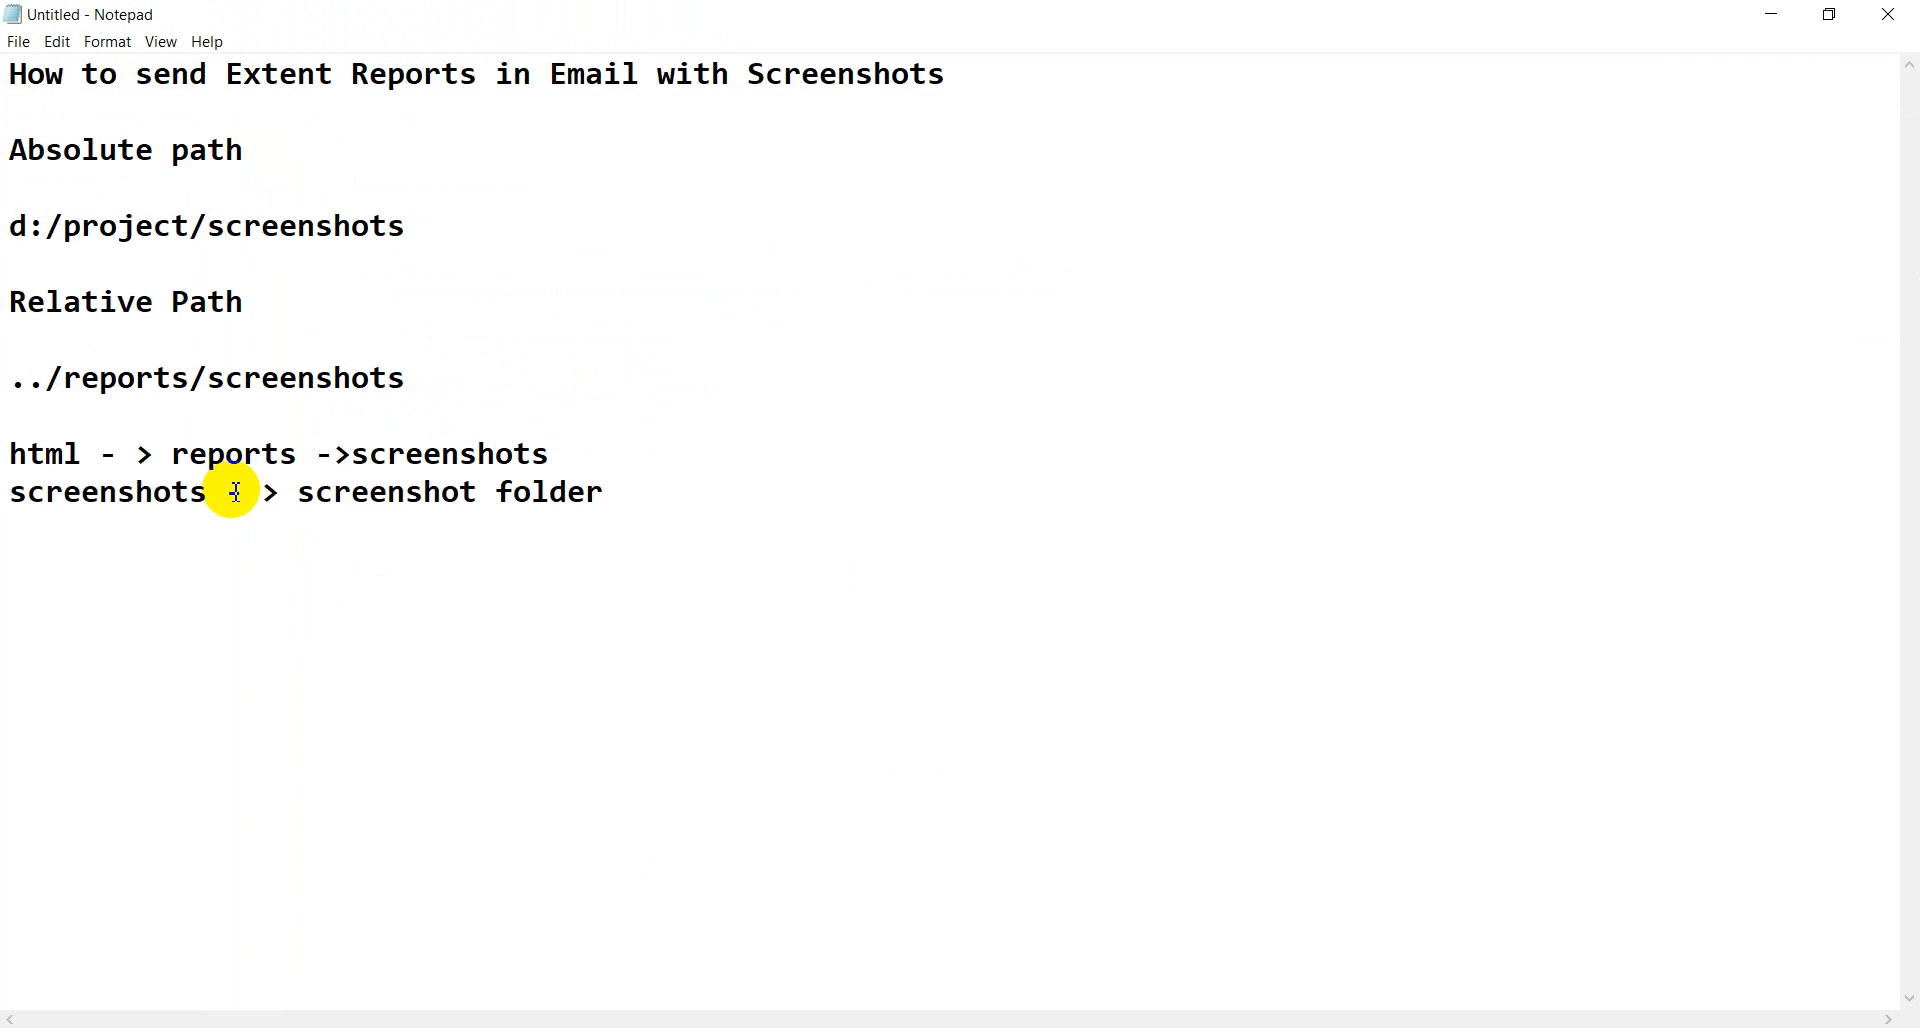 Untitled - Notepad
File Edit Format View Help
How to send Extent Reports in Email with Screenshots
Absolute path
d:/project/screenshots
Relative Path
../reports/screenshots
html - > reports ->screenshots
screenshots - > screenshot folder